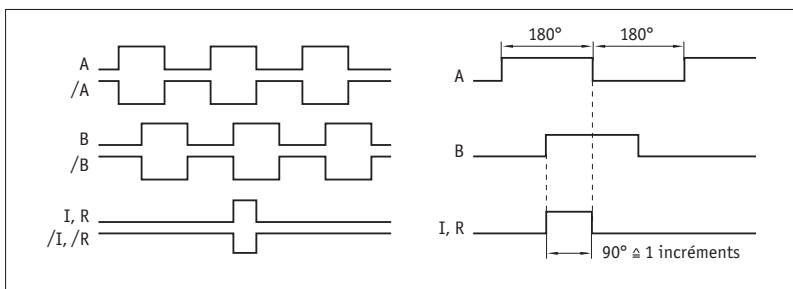 A
/A
B
/B
I, R
/I, /R
180° 180°
A
B
I, R
90° ≙ 1 incréments